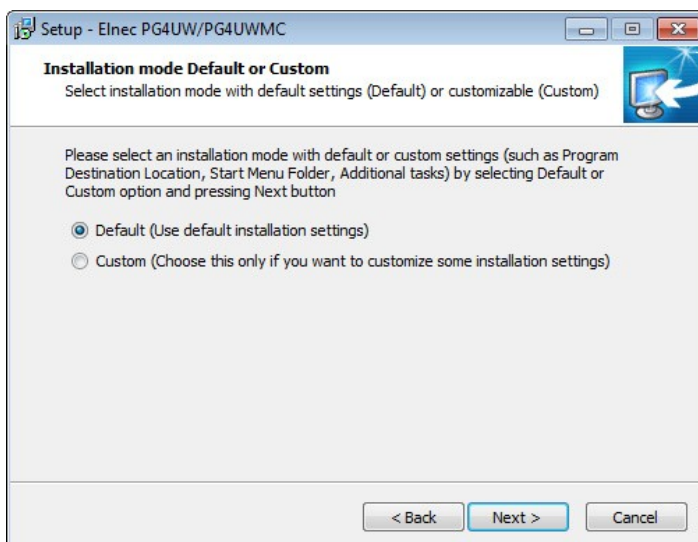 Setup - Elnec PG4UW/PG4UWMC
Installation mode Default or Custom
Select installation mode with default settings (Default) or customizable (Custom)
Please select an installation mode with default or custom settings (such as Program
Destination Location, Start Menu Folder, Additional tasks) by selecting Default or
Custom option and pressing Next button
Default (Use default installation settings)
Custom (Choose this only if you want to customize some installation settings)
< Back Next > Cancel